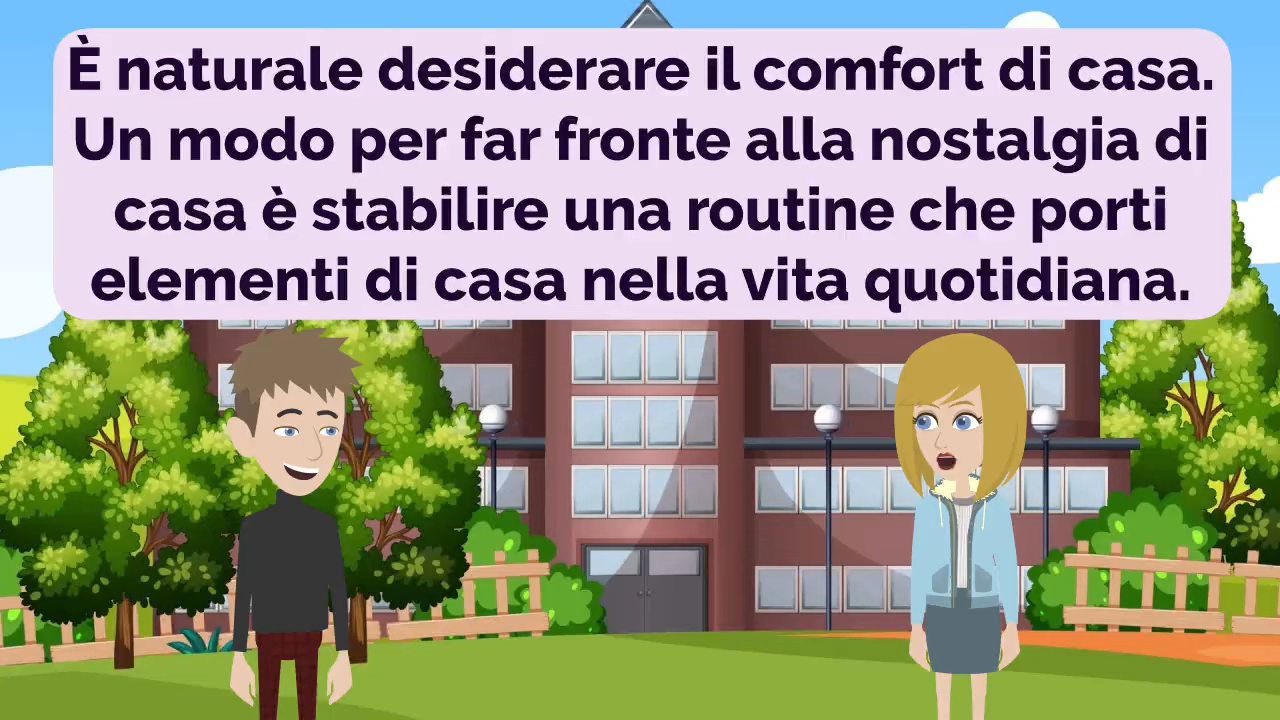 È naturale desiderare il comfort di casa.
Un modo per far fronte alla nostalgia di
casa è stabilire una routine che porti
elementi di casa nella vita quotidiana.